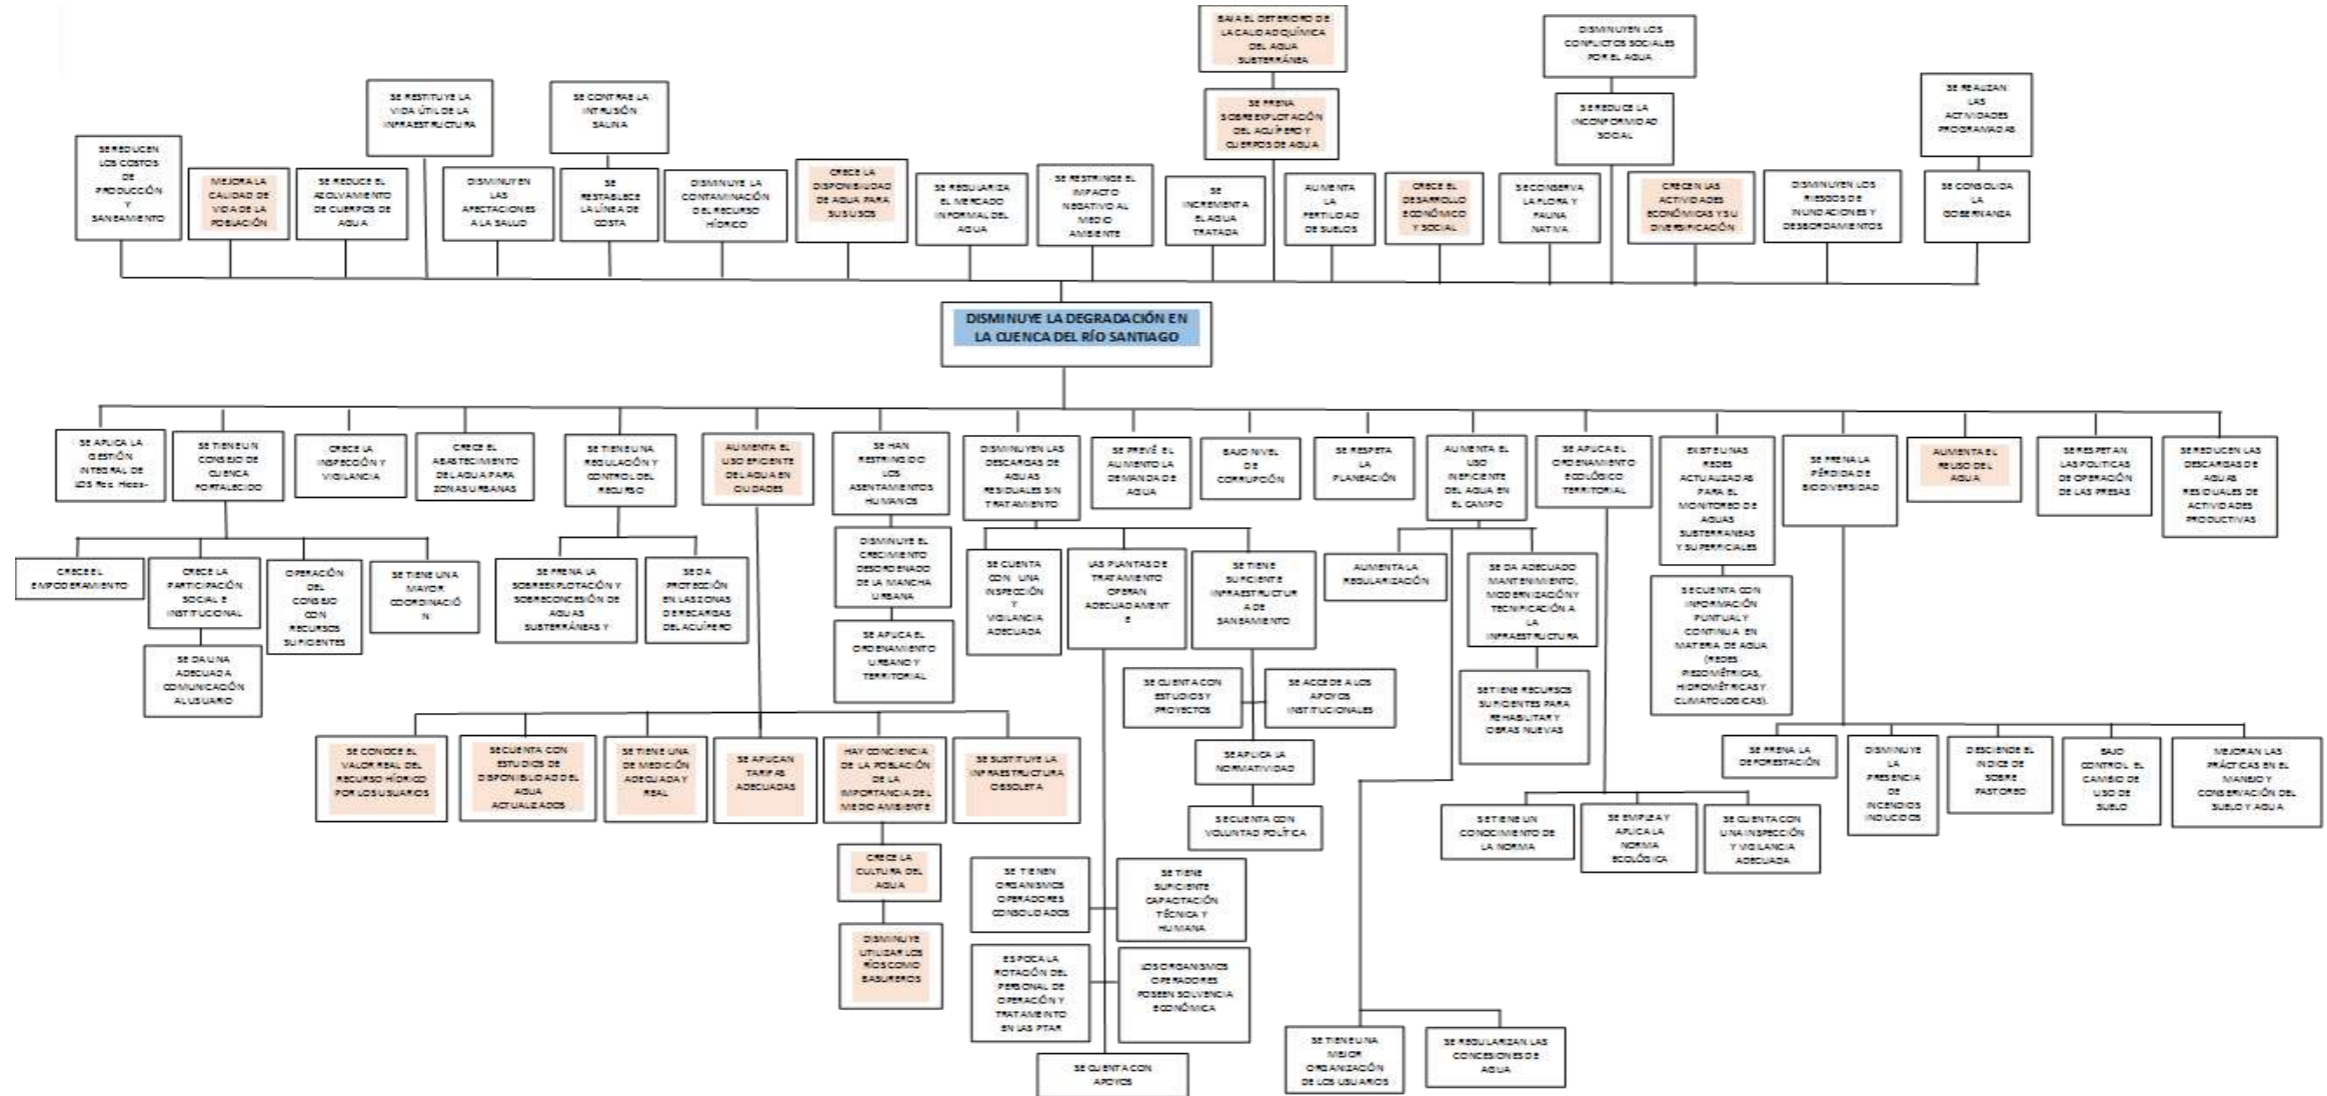 BAJA EL DETERIORO DE
LA CALIDAD QUÍMICA
DEL AGUA
SUBTERRÁNEA
DISMINUYEN LOS
CONFLICTOS SOCIALES
POR EL AGUA
SE RESTITUYE LA
VIDA ÚTIL DE LA
INFRAESTRUCTURA
SE CONTRAE LA
INTRUSIÓN
SALINA
SE FRENA
SOBREEXPLOTACIÓN
DEL ACUÍFERO Y
CUERPOS DE AGUA
SE REDUCE LA
INCONFORMIDAD
SOCIAL
SE REALIZAN
LAS
ACTIVIDADES
PROGRAMADAS
SE REDUCEN
LOS COSTOS
DE
PRODUCCIÓN
Y
SANEAMIENTO
MEJORA LA
CALIDAD DE
VIDA DE LA
POBLACIÓN
SE REDUCE EL
AZOLVAMIENTO
DE CUERPOS DE
AGUA
DISMINUYEN
LAS
AFECTACIONES
A LA SALUD
SE
RESTABLECE
LA LÍNEA DE
COSTA
DISMINUYE LA
CONTAMINACIÓN
DEL RECURSO
HÍDRICO
CRECE LA
DISPONIBILIDAD
DE AGUA PARA
SUS USOS
SE REGULARIZA
EL MERCADO
INFORMAL DEL
AGUA
SE RESTRINGE EL
IMPACTO
NEGATIVO AL
MEDIO
AMBIENTE
SE
INCREMENTA
EL AGUA
TRATADA
AUMENTA
LA
FERTILIDAD
DE SUELOS
CRECE EL
DESARROLLO
ECONÓMICO
Y SOCIAL
SE CONSERVA
LA FLORA Y
FAUNA
NATIVA
CRECEN LAS
ACTIVIDADES
ECONÓMICAS Y SU
DIVERSIFICACIÓN
DISMINUYEN LOS
RIESGOS DE
INUNDACIONES Y
DESBORDAMIENTOS
SE CONSOLIDA
LA
GOBERNANZA
DISMINUYE LA DEGRADACIÓN EN
LA CUENCA DEL RÍO SANTIAGO
SE APLICA LA
GESTIÓN
INTEGRAL DE
LOS Rec.
SE TIENE UN
CONSEJO DE
CUENCA
FORTALECIDO
CRECE LA
INSPECCIÓN Y
VIGILANCIA
CRECE EL
ABASTECIMIENTO
DEL AGUA PARA
ZONAS URBANAS
SE TIENE UNA
REGULACIÓN Y
CONTROL DEL
RECURSO
AUMENTA EL
USO EFICIENTE
DEL AGUA EN
CIUDADES
SE HAN
RESTRINGIDO
LOS
ASENTAMIENTOS
HUMANOS
DISMINUYEN LAS
DESCARGAS DE
AGUAS
RESIDUALES SIN
TRATAMIENTO
SE PREVÉ EL
AUMENTO LA
DEMANDA DE
AGUA
BAJO NIVEL
DE
CORRUPCIÓN
SE RESPETA
LA
PLANEACIÓN
AUMENTA EL
USO
INEFICIENTE
DEL AGUA EN
EL CAMPO
SE APLICA EL
ORDENAMIENTO
ECOLÓGICO
TERRITORIAL
EXISTE UNAS
REDES
ACTUALIZADAS
PARA EL
MONITOREO DE
AGUAS
SUBTERRANEAS
Y SUPERFICIALES
SE FRENA LA
PÉRDIDA DE
BIODIVERSIDAD
AUMENTA EL
REUSO DEL
AGUA
SE RESPETAN
LAS POLITICAS
DE OPERACIÓN
DE LAS PRESAS
SE REDUCEN LAS
DESCARGAS DE
AGUAS
RESIDUALES DE
ACTIVIDADES
PRODUCTIVAS
CRECE EL
EMPODERAMIENTO
CRECE LA
PARTICIPACIÓN
SOCIAL E
INSTITUCIONAL
OPERACIÓN
DEL
CONSEJO
CON
RECURSOS
SUFICIENTES
SE TIENE UNA
MAYOR
COORDINACIÓ
N
SE FRENA LA
SOBREEXPLOTACIÓN Y
SOBRECONCESIÓN DE
AGUAS
SUBTERRÁNEAS Y
SE DA
PROTECCIÓN
EN LAS ZONAS
DE RECARGAS
DEL ACUÍFERO
DISMINUYE EL
CRECIMIENTO
DESORDENADO
DE LA MANCHA
URBANA
SE CUENTA
CON UNA
INSPECCIÓN
Y
VIGILANCIA
ADECUADA
LAS PLANTAS DE
TRATAMIENTO
OPERAN
ADECUADAMENT
E
SE TIENE
SUFICIENTE
INFRAESTRUCTUR
A DE
SANEAMIENTO
AUMENTA LA
REGULARIZACIÓN
SE DA ADECUADO
MANTENIMIENTO,
MODERNIZACIÓN Y
TECNIFICACIÓN A
LA
INFRAESTRUCTURA
SE CUENTA CON
INFORMACIÓN
PUNTUAL Y
CONTINUA EN
MATERIA DE AGUA
(REDES
PIEZOMÉTRICAS,
HIDROMÉTRICAS Y
CLIMATOLOGICAS).
SE DA UNA
ADECUADA
COMUNICACIÓN
AL USUARIO
SE APLICA EL
ORDENAMIENTO
URBANO Y
TERRITORIAL
SE CUENTA CON
ESTUDIOS Y
PROYECTOS
SE ACCEDE A LOS
APOYOS
INSTITUCIONALES
SE TIENE RECURSOS
SUFICIENTES PARA
REHABILITAR Y
OBRAS NUEVAS
SE CONOCE EL
VALOR REAL DEL
RECURSO HÍDRICO
POR LOS USUARIOS
SE CUENTA CON
ESTUDIOS DE
DISPONIBILIDAD DEL
AGUA
ACTUALIZADOS
SE TIENE UNA
DE MEDICIÓN
ADECUADA Y
REAL
SE APLICAN
TARIFAS
ADECUADAS
HAY CONCIENCIA
DE LA POBLACIÓN
DE LA
IMPORTANCIA DEL
MEDIO AMBIENTE
SE SUSTITUYE LA
INFRAESTRUCTURA
OBSOLETA
SE APLICA LA
NORMATIVIDAD
SE FRENA LA
DEFORESTACIÓN
DISMINUYE
LA
PRESENCIA
DE
INCENDIOS
INDUCIDOS
DESCIENDE EL
INDICE DE
SOBRE
PASTOREO
BAJO
CONTROL EL
CAMBIO DE
USO DE
SUELO
MEJORAN LAS
PRÁCTICAS EN EL
MANEJO Y
CONSERVACIÓN DEL
SUELO Y AGUA
SE CUENTA CON
VOLUNTAD POLÍTICA
SE TIENE UN
CONOCIMIENTO DE
LA NORMA
SE EMPLEA Y
APLICA LA
NORMA
ECOLÓGICA
SE CUENTA CON
UNA INSPECCIÓN
Y VIGILANCIA
ADECUADA
CRECE LA
CULTURA DEL
AGUA
SE TIENEN
ORGANISMOS
OPERADORES
CONSOLIDADOS
SE TIENE
SUFICIENTE
CAPACITACIÓN
TÉCNICA Y
HUMANA
DISMINUYE
UTILIZAR LOS
RÍOS COMO
BASUREROS
ES POCA LA
ROTACIÓN DEL
PERSONAL DE
OPERACIÓN Y
TRATAMEINTO
EN LAS PTAR
LOS ORGANISMOS
OPERADORES
POSEEN SOLVENCIA
ECONÓMICA
SE CUENTA CON
APOYOS
SE TIENE UNA
MEJOR
ORGANIZACIÓN
DE LOS USUARIOS
SE REGULARIZAN LAS
CONCESIONES DE
AGUA